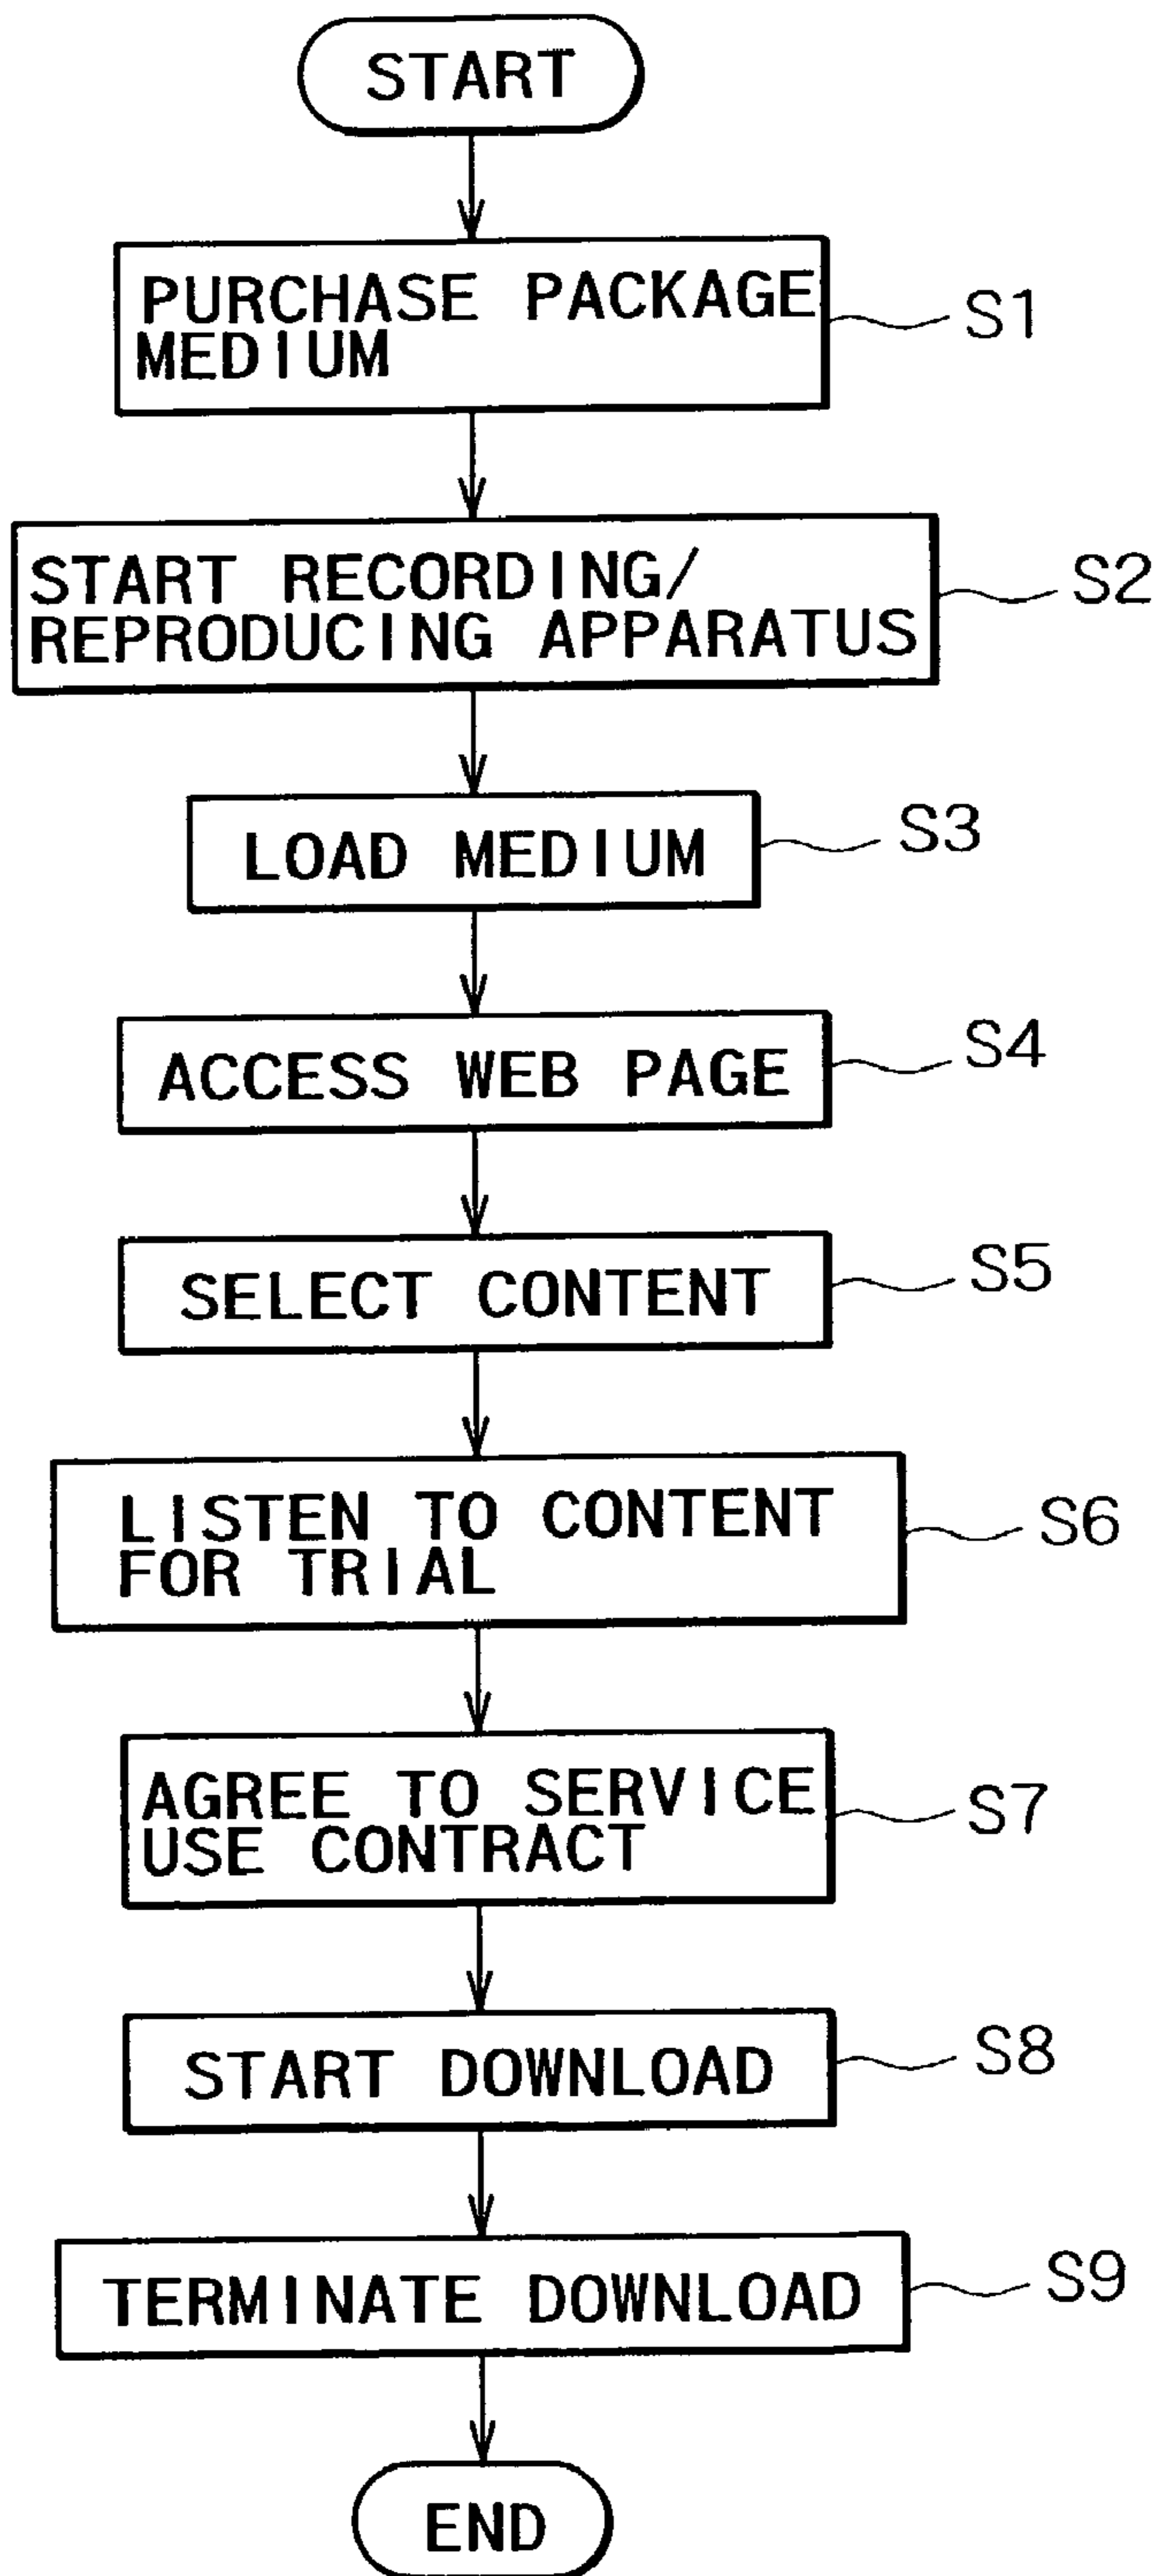 START
PURCHASE PACKAGE
MEDIUM
S1
START RECORDING/
REPRODUCING APPARATUS
S2
LOAD MEDIUM
S3
ACCESS WEB PAGE
S4
SELECT CONTENT
S5
LISTEN TO CONTENT
FOR TRIAL
S6
AGREE TO SERVICE
USE CONTRACT
S7
START DOWNLOAD
S8
TERMINATE DOWNLOAD
S9
END